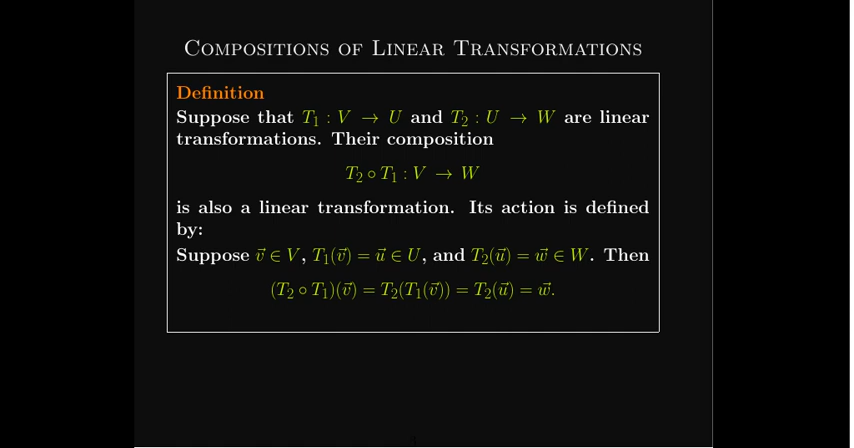 Compositions of Linear Transformations
Definition
Suppose that T₁ : V → U and T₂ : U → W are linear
transformations. Their composition
T₂ ∘ T₁ : V → W
is also a linear transformation. Its action is defined
by:
Suppose v⃗ ∈ V, T₁(v⃗) = u⃗ ∈ U, and T₂(u⃗) = w⃗ ∈ W. Then
(T₂ ∘ T₁)(v⃗) = T₂(T₁(v⃗)) = T₂(u⃗) = w⃗.